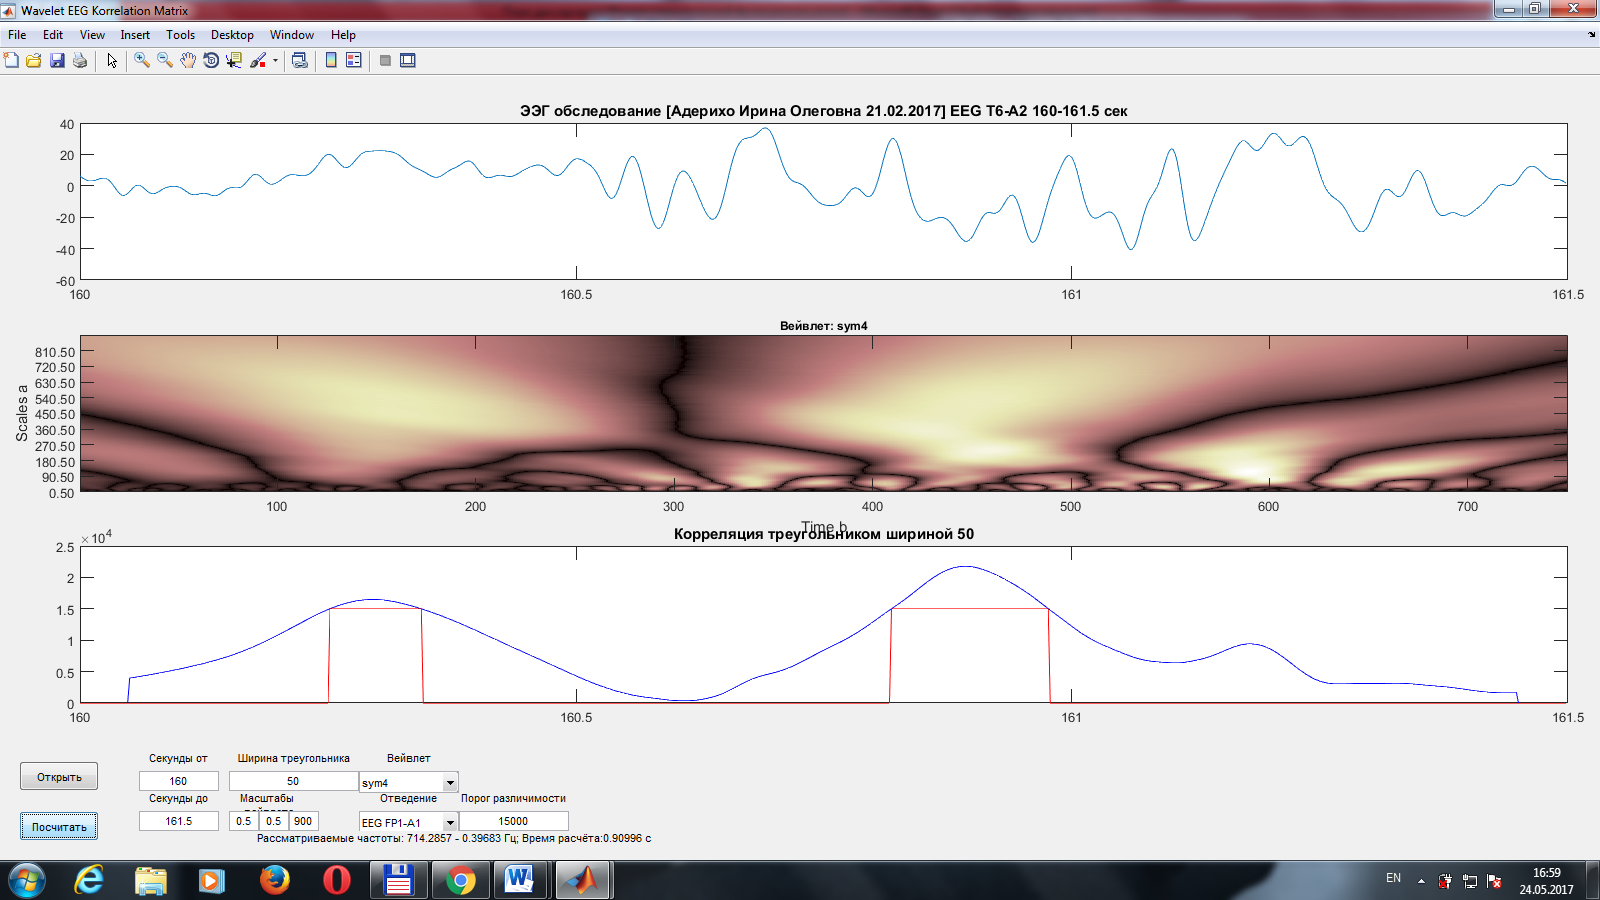 Wavelet EEG Korrelation Matrix
File Edit View Insert Tools Desktop Window Help
ЭЭГ обследование [Адерихо Ирина Олеговна 21.02.2017] EEG T6-A2 160-161.5 сек
40
20
0
-20
-40
-60
160 160.5 161 161.5
Вейвлет: sym4
Scales a
810.50
720.50
630.50
540.50
450.50
360.50
270.50
180.50
90.50
0.50
100 200 300 400 500 600 700
Time b
Корреляция треугольником шириной 50
×10^4
2.5
2
1.5
1
0.5
0
160 160.5 161 161.5
Секунды от Ширина треугольника Вейвлет
Открыть 160 50 sym4
Секунды до Масштабы Отведение Порог различимости
Посчитать 161.5 0.5 0.5 900 EEG FP1-A1 15000
Рассматриваемые частоты: 714.2857 - 0.39683 Гц; Время расчёта:0.90996 с
EN 16:59
24.05.2017